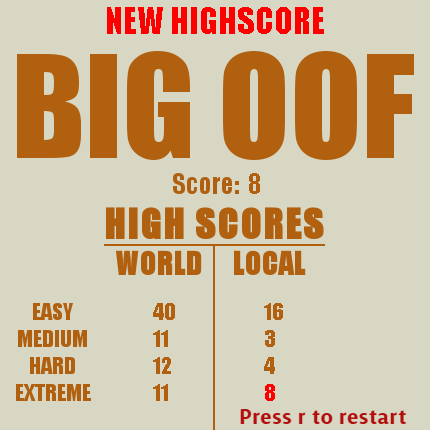 NEW HIGHSCORE
BIG OOF
Score: 8
HIGH SCORES
WORLD LOCAL
EASY 40 16
MEDIUM 11 3
HARD 12 4
EXTREME 11 8
Press r to restart